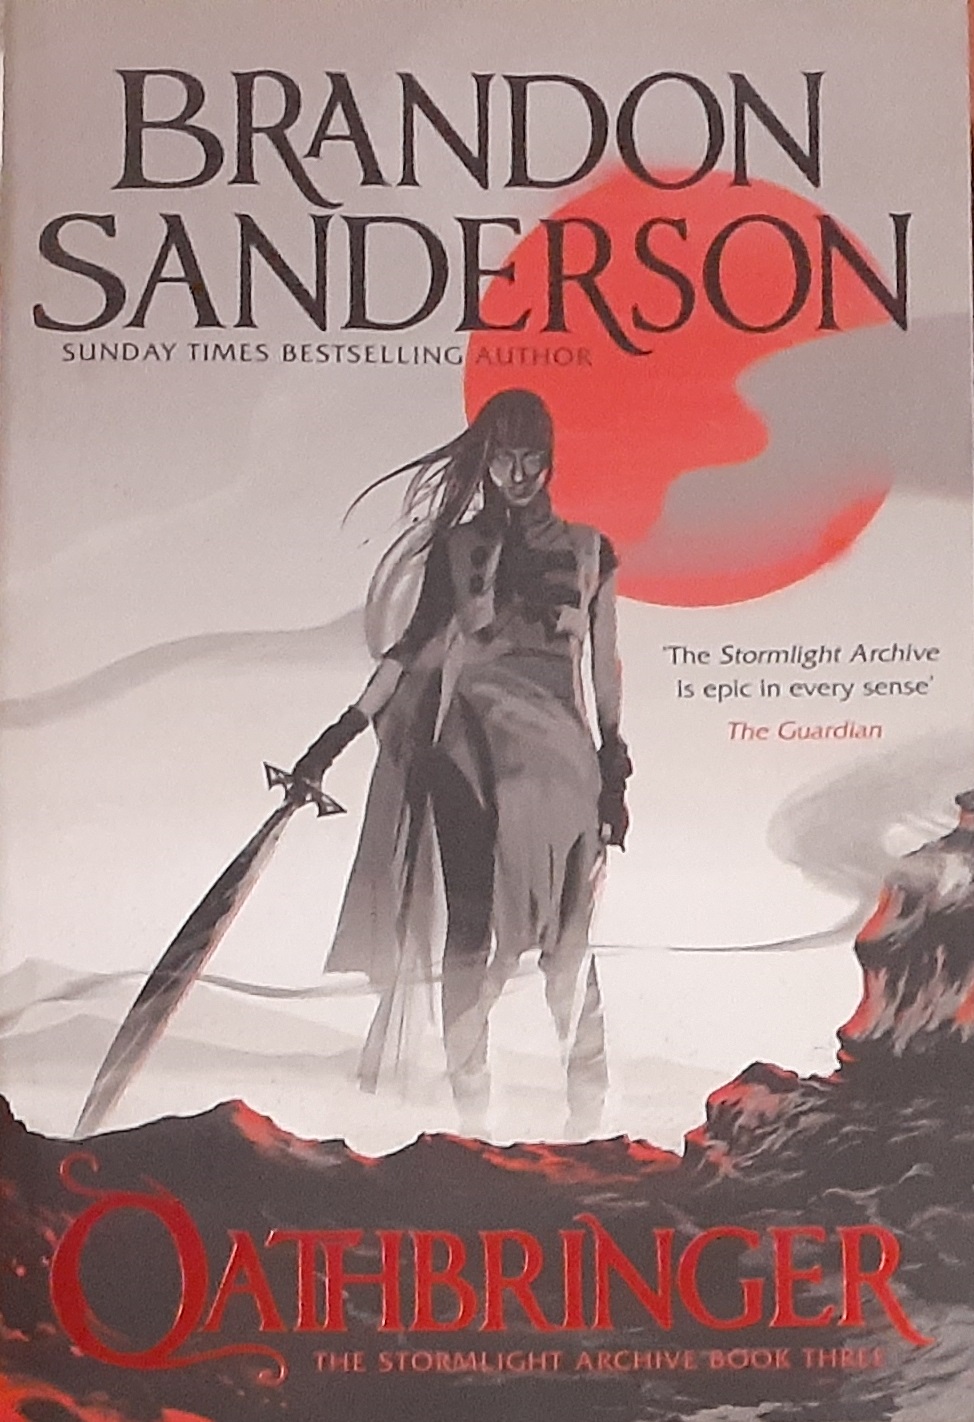 BRANDON
SANDERSON
SUNDAY TIMES BESTSELLING AUTHOR
'The Stormlight Archive
is epic in every sense'
The Guardian
OATHBRINGER
THE STORMLIGHT ARCHIVE BOOK THREE